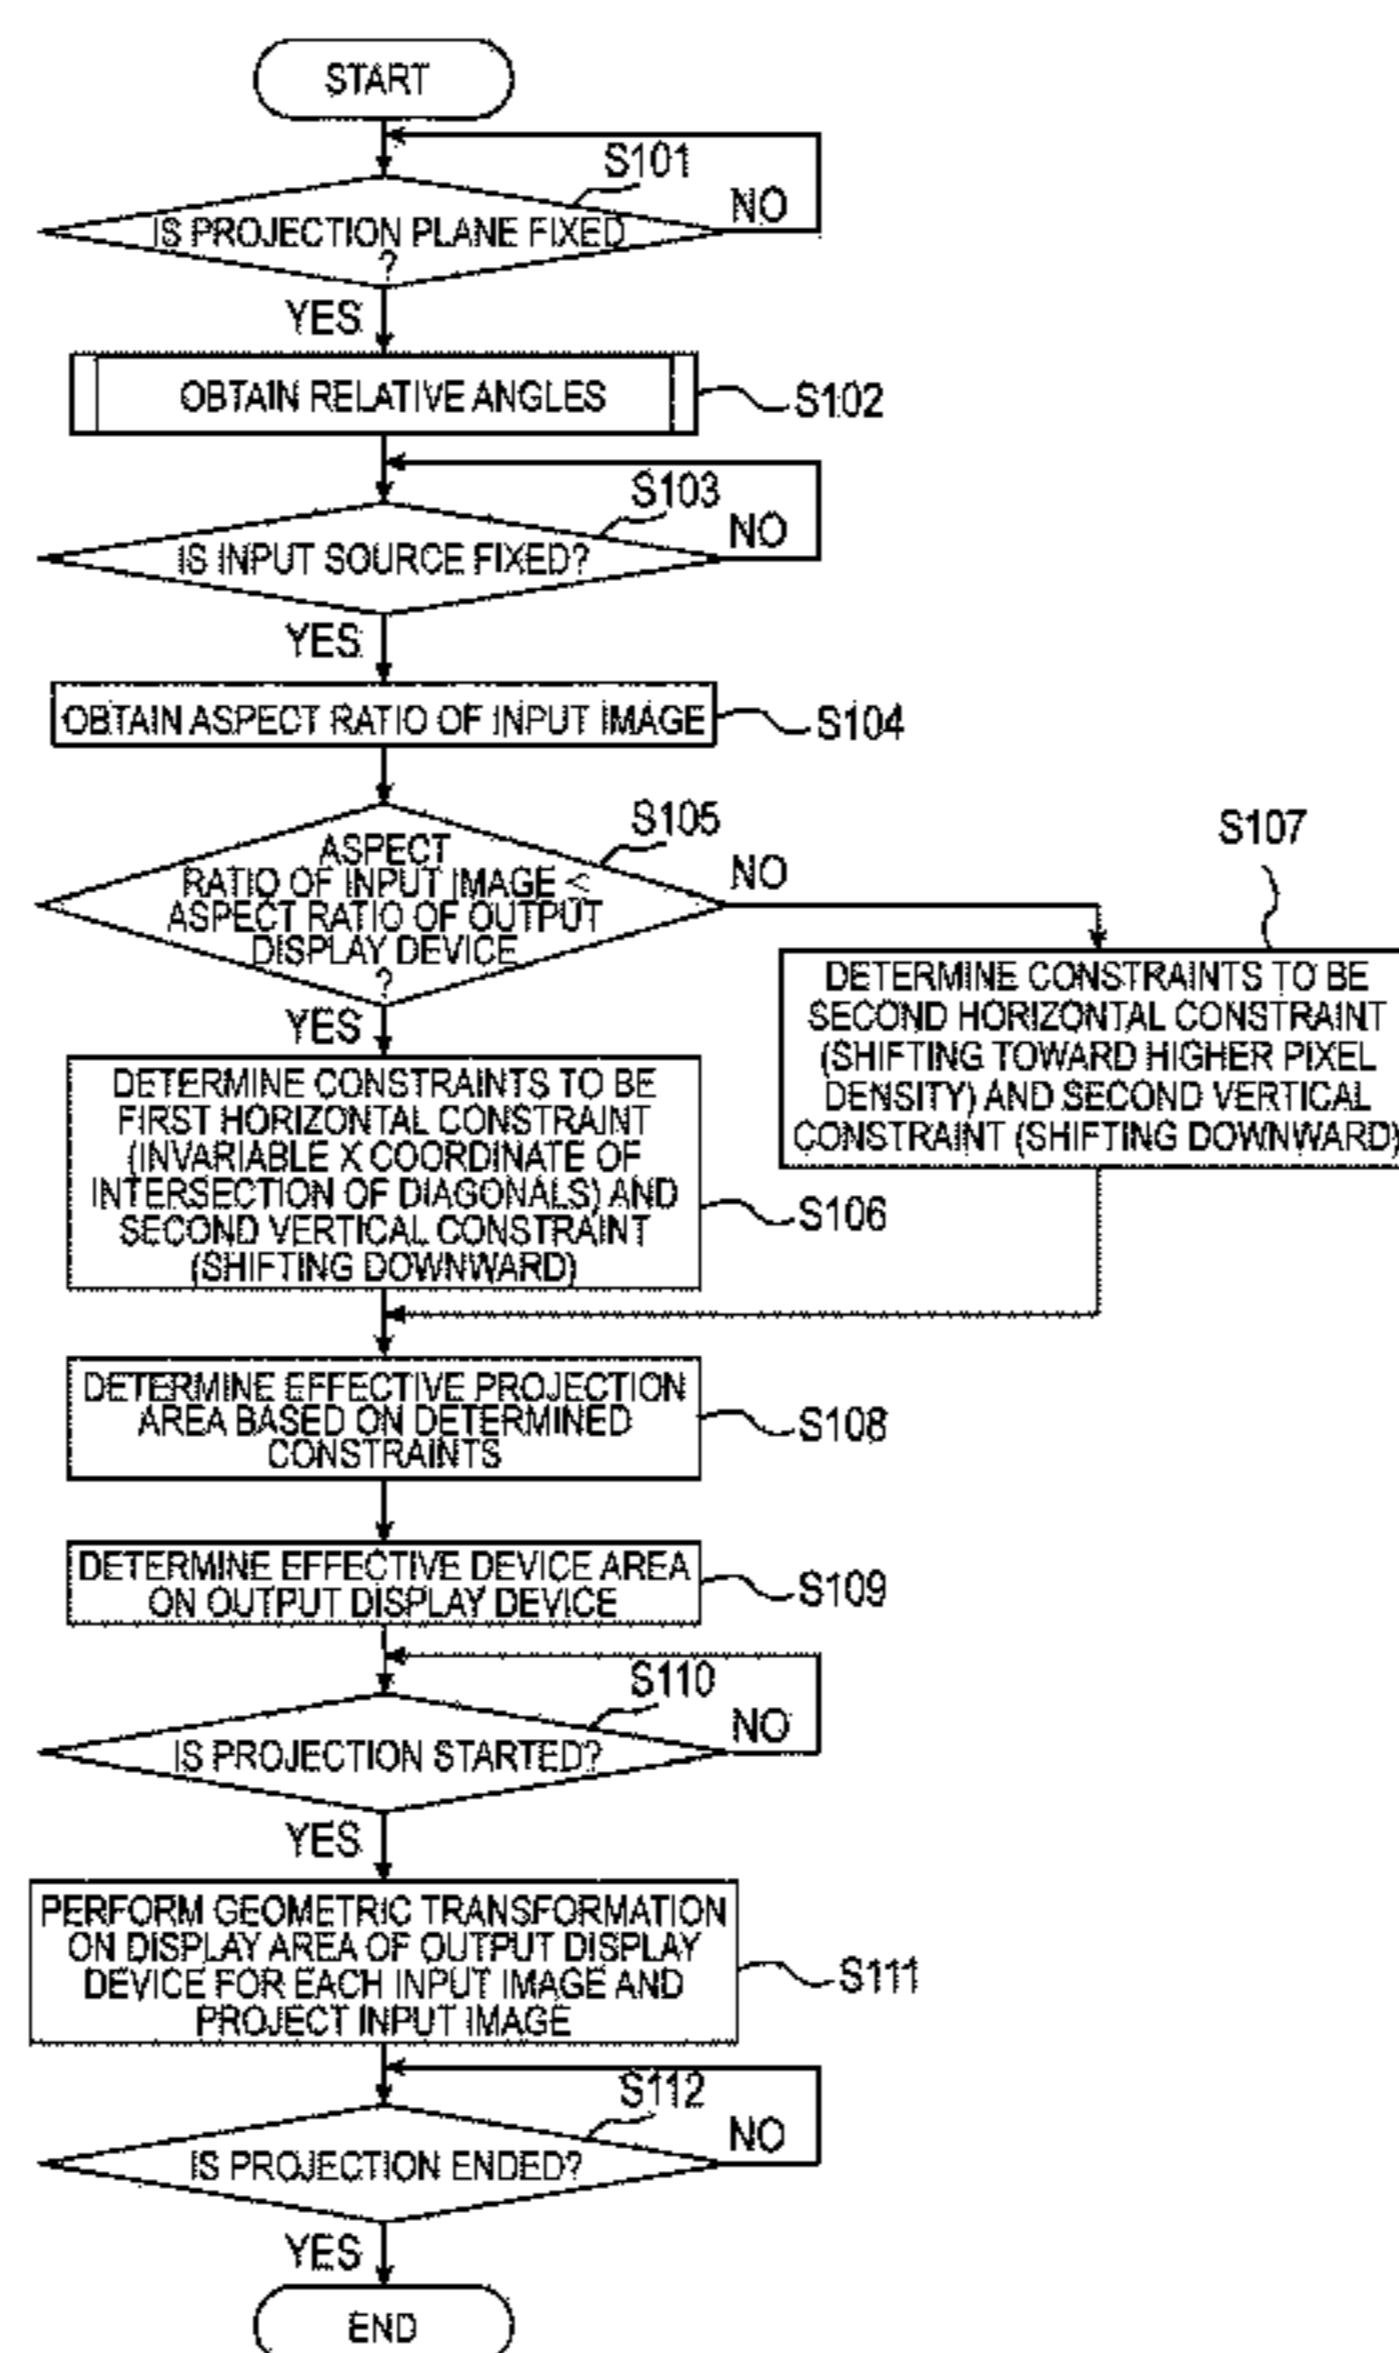 START
S101
NO
IS PROJECTION PLANE FIXED
?
YES
OBTAIN RELATIVE ANGLES
S102
S103
NO
IS INPUT SOURCE FIXED?
YES
OBTAIN ASPECT RATIO OF INPUT IMAGE
S104
S105
NO
ASPECT
RATIO OF INPUT IMAGE <
ASPECT RATIO OF OUTPUT
DISPLAY DEVICE
?
YES
S107
DETERMINE CONSTRAINTS TO BE
SECOND HORIZONTAL CONSTRAINT
(SHIFTING TOWARD HIGHER PIXEL
DENSITY) AND SECOND VERTICAL
CONSTRAINT (SHIFTING DOWNWARD)
DETERMINE CONSTRAINTS TO BE
FIRST HORIZONTAL CONSTRAINT
(INVARIABLE X COORDINATE OF
INTERSECTION OF DIAGONALS) AND
SECOND VERTICAL CONSTRAINT
(SHIFTING DOWNWARD)
S106
DETERMINE EFFECTIVE PROJECTION
AREA BASED ON DETERMINED
CONSTRAINTS
S108
DETERMINE EFFECTIVE DEVICE AREA
ON OUTPUT DISPLAY DEVICE
S109
S110
NO
IS PROJECTION STARTED?
YES
PERFORM GEOMETRIC TRANSFORMATION
ON DISPLAY AREA OF OUTPUT DISPLAY
DEVICE FOR EACH INPUT IMAGE AND
PROJECT INPUT IMAGE
S111
S112
NO
IS PROJECTION ENDED?
YES
END